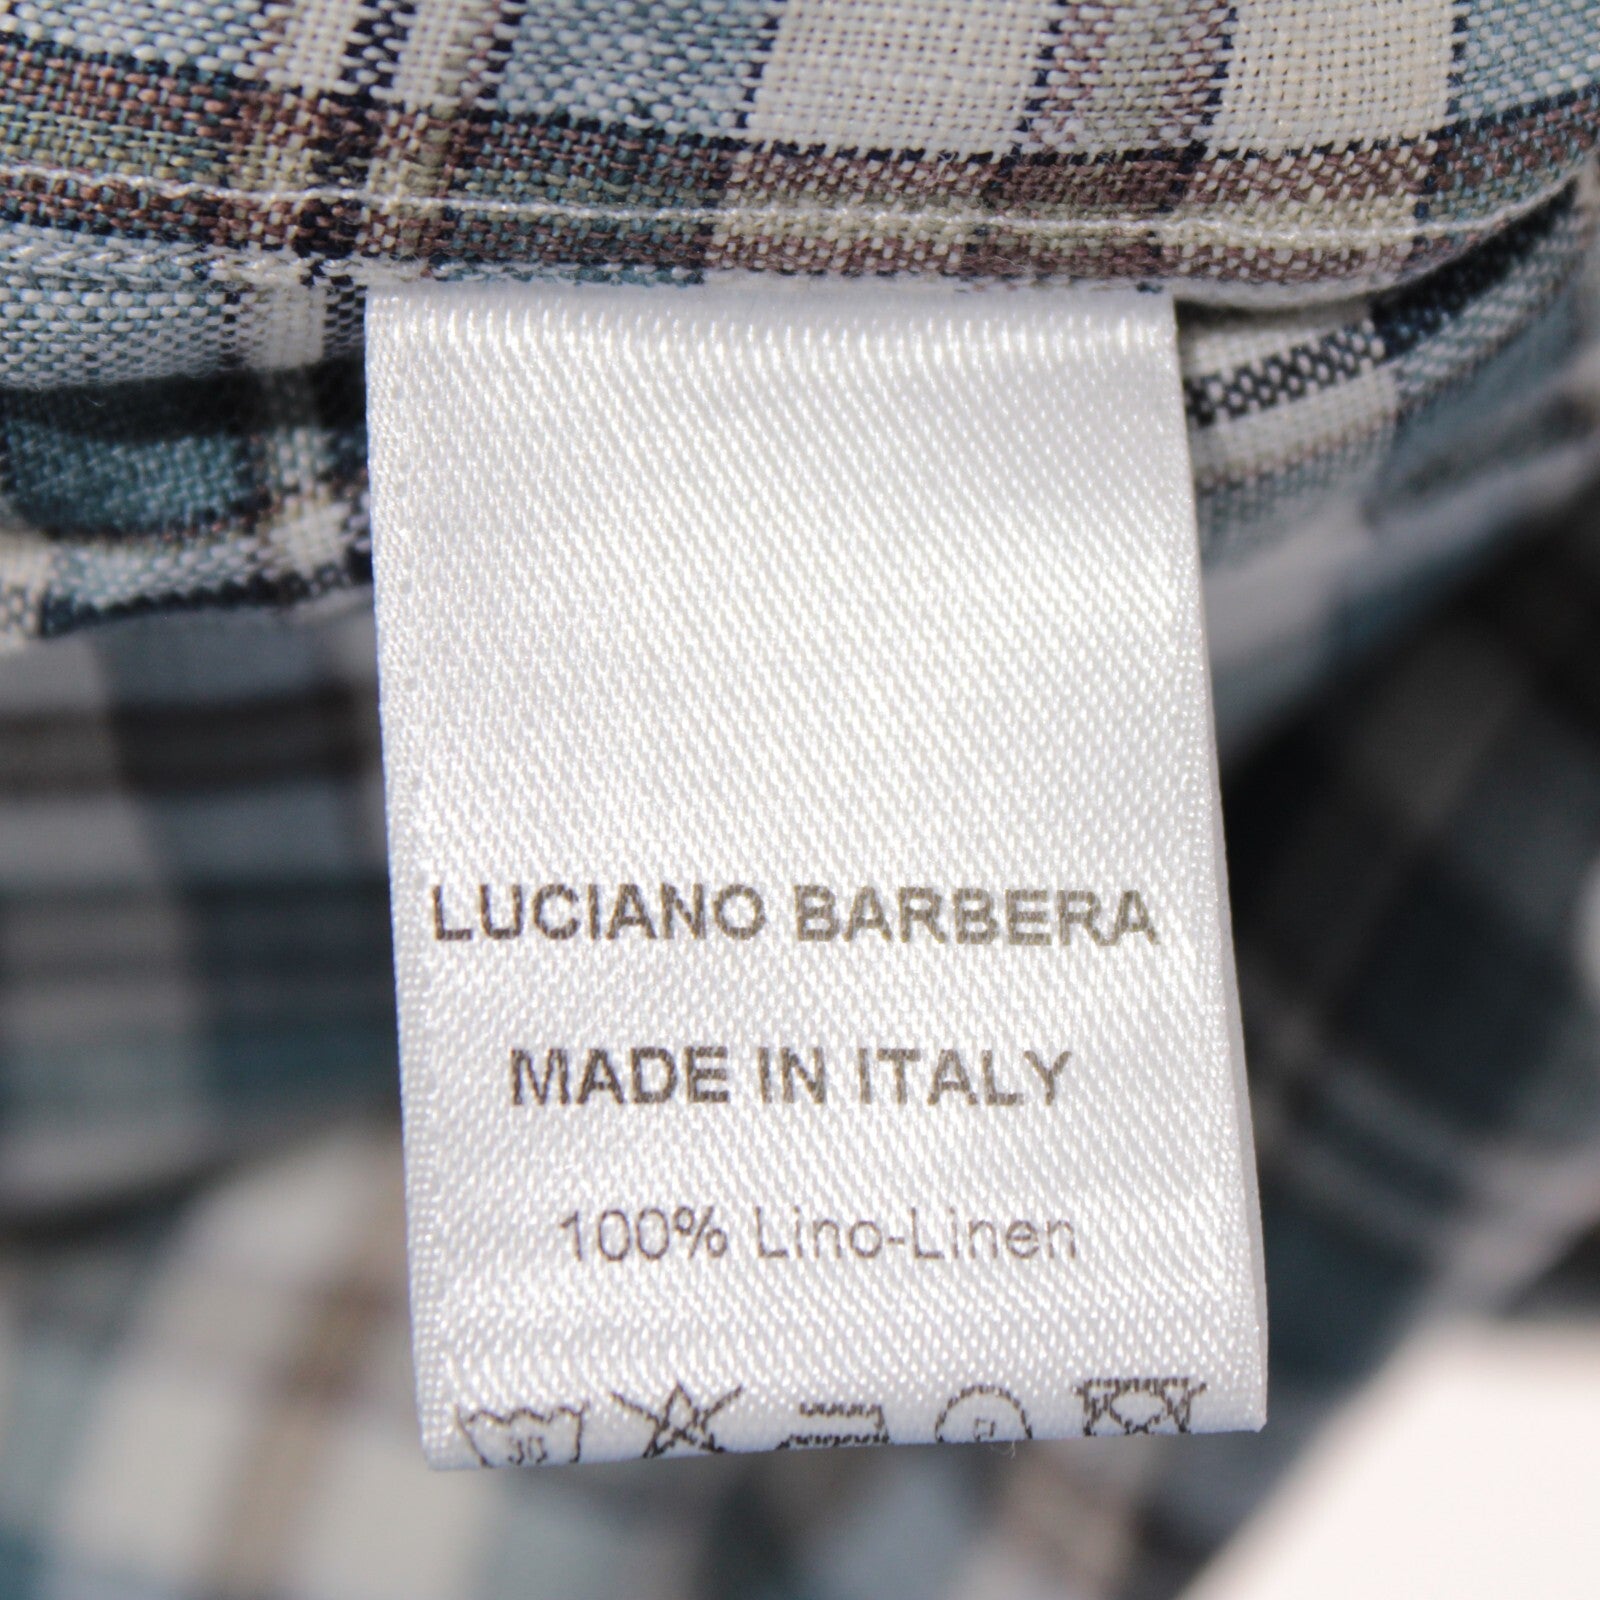 LUCIANO BARBERA
MADE IN ITALY
100% Lino-Linen